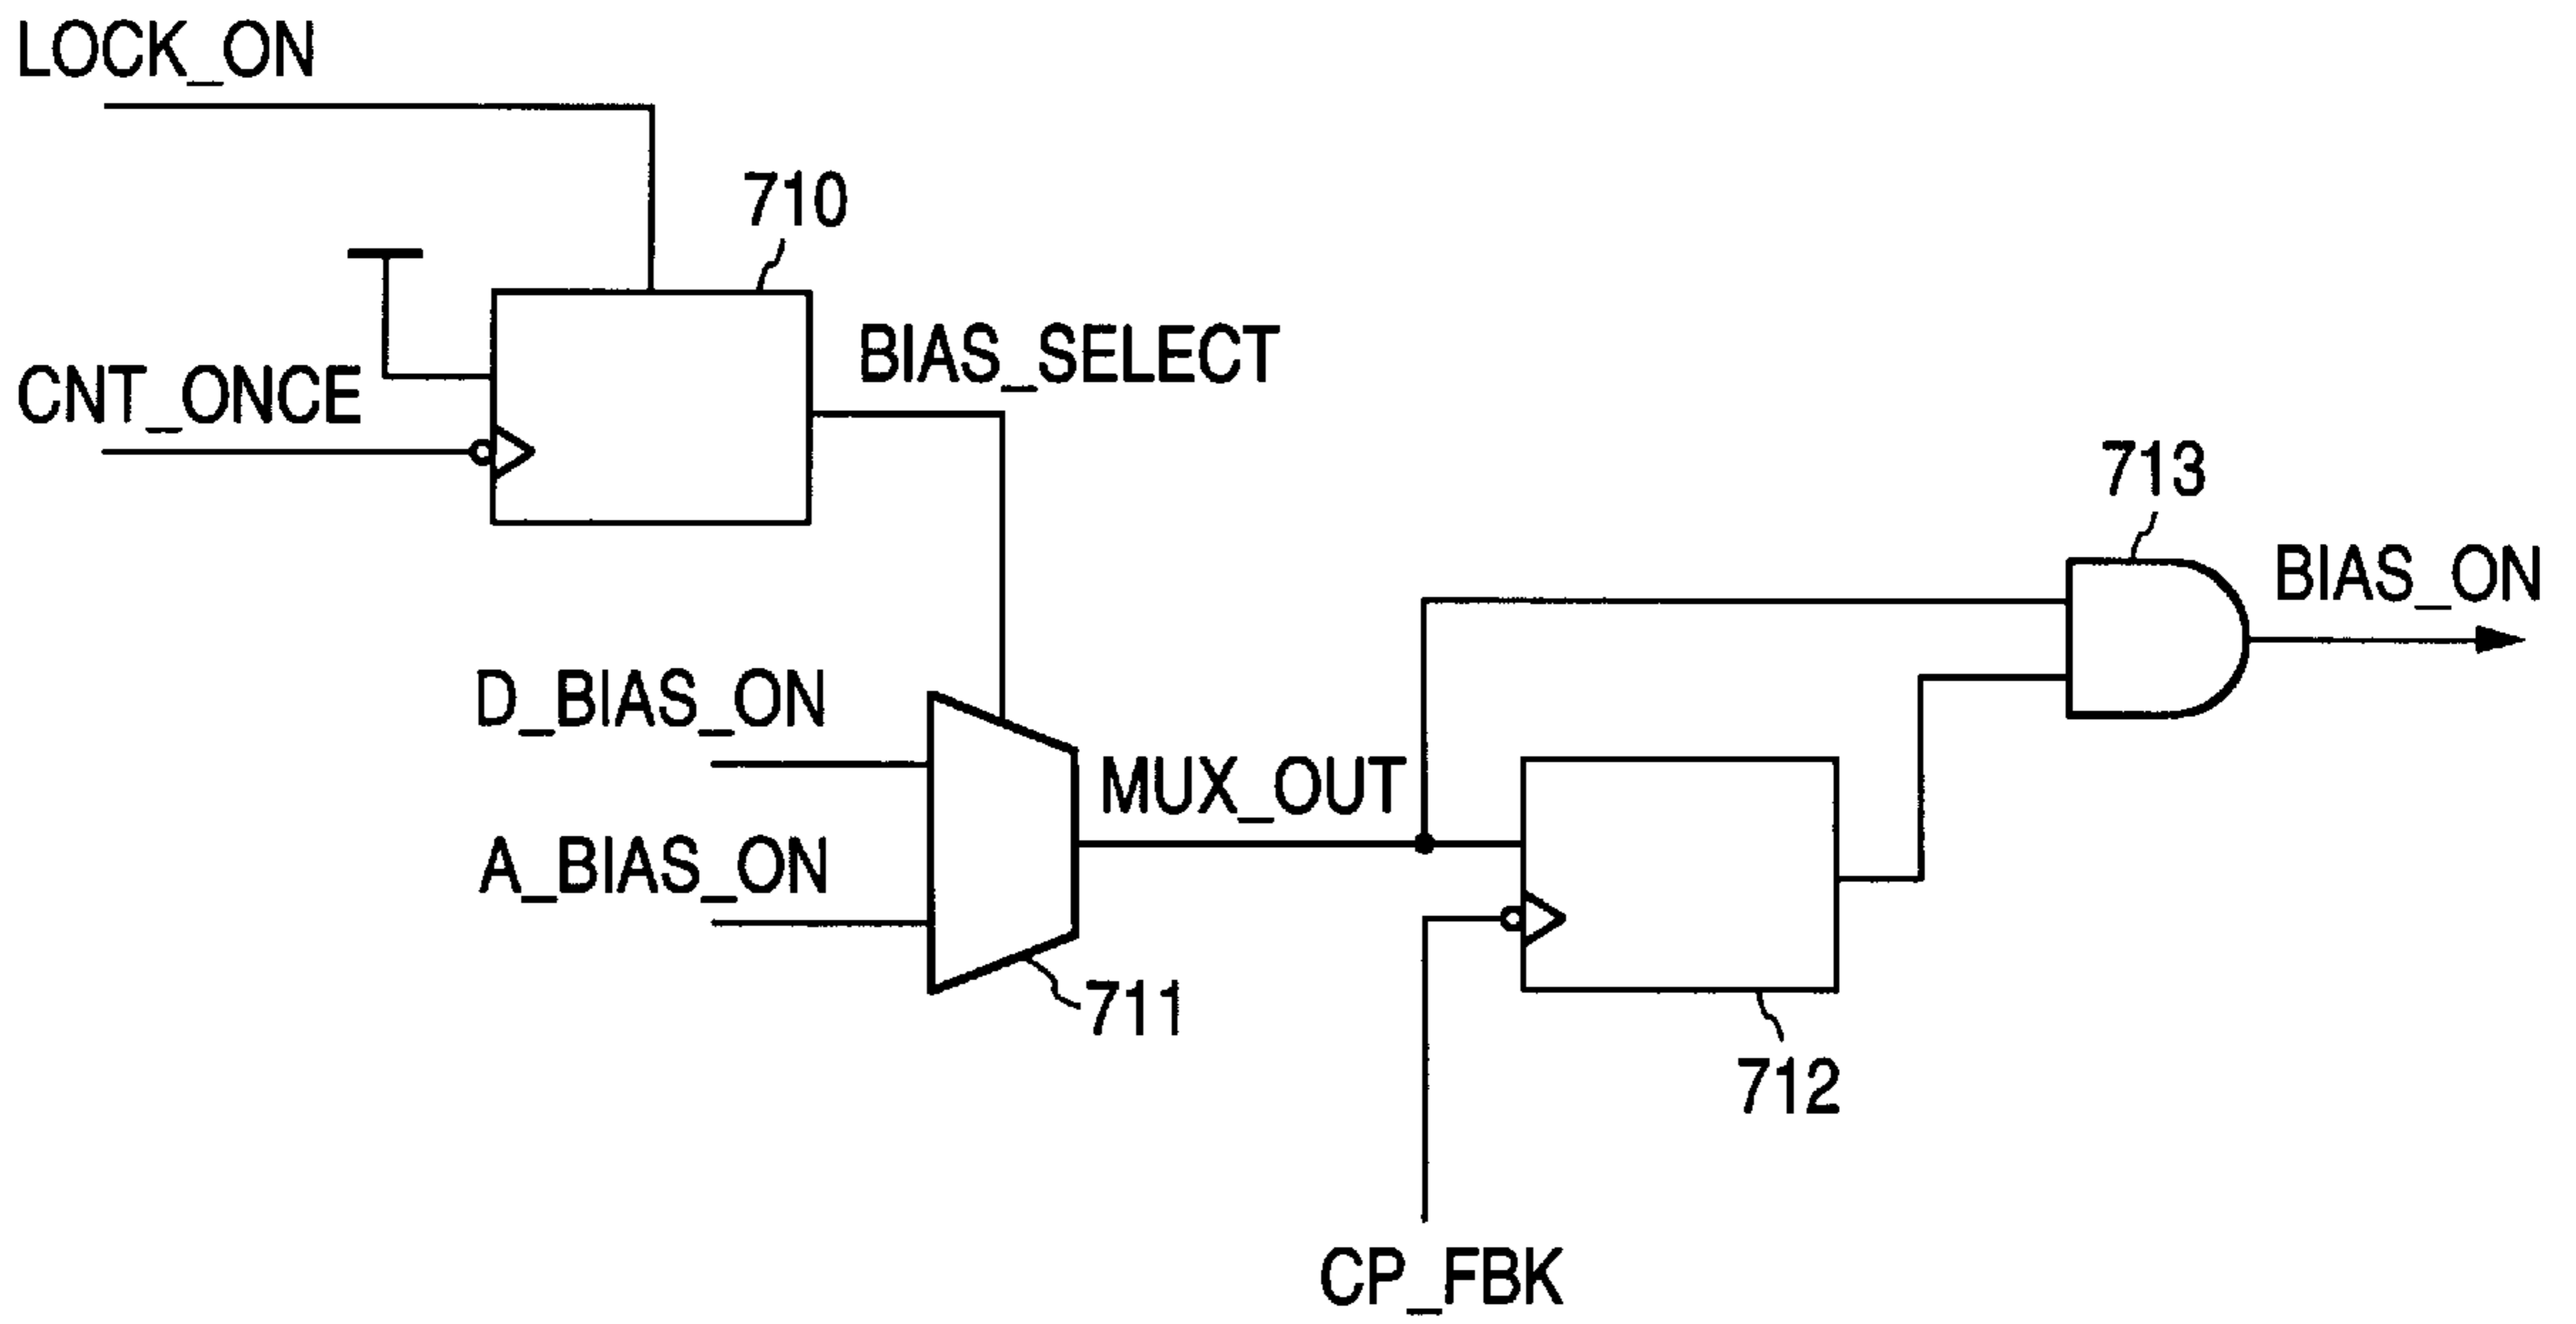 LOCK_ON
710
BIAS_SELECT
CNT_ONCE
713
BIAS_ON
D_BIAS_ON
MUX_OUT
A_BIAS_ON
711
712
CP_FBK